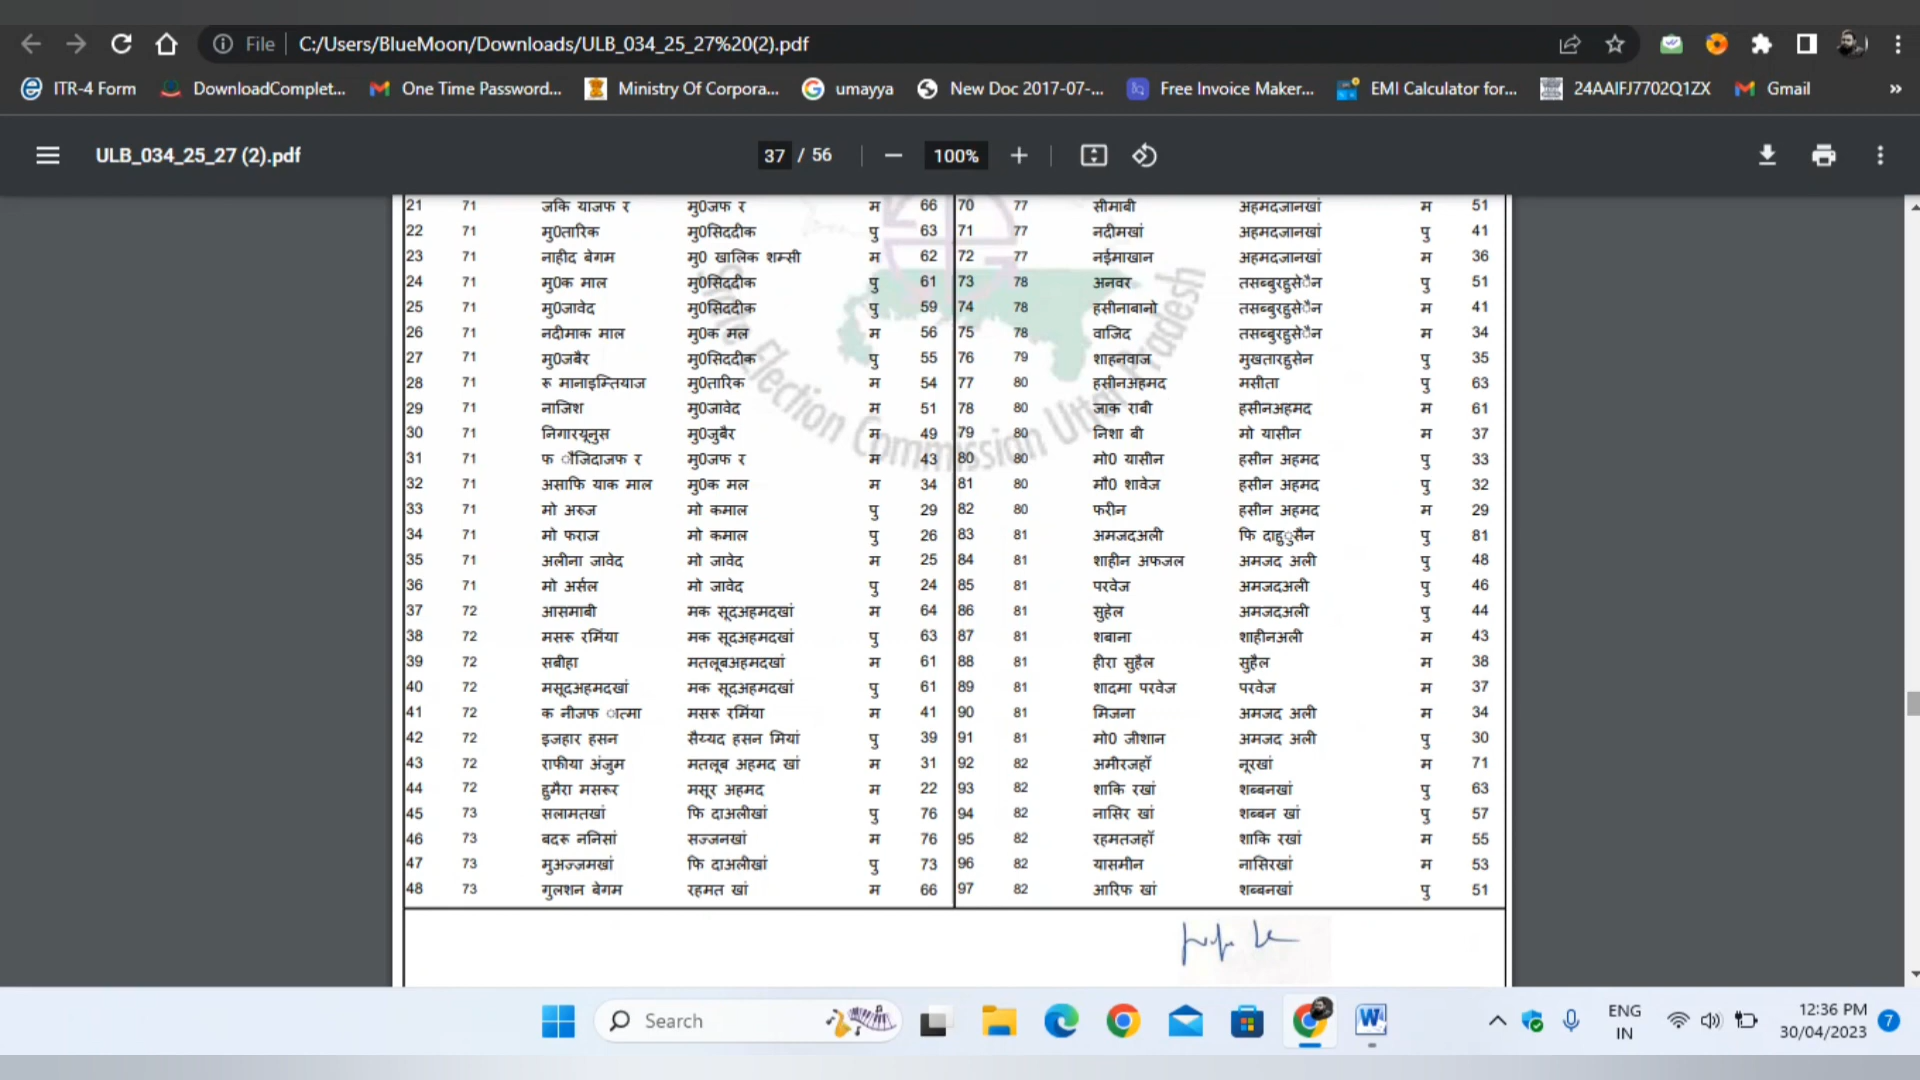 File C:/Users/BlueMoon/Downloads/ULB_034_25_27%20(2).pdf
ITR-4 Form DownloadComplet... One Time Password... Ministry Of Corpora... umayya New Doc 2017-07-... Free Invoice Maker... EMI Calculator for... 24AAIFJ7702Q1ZX Gmail »
ULB_034_25_27 (2).pdf 37 / 56 100%
21 71 जकि याजफ र मु0जफ र म 66 70 77 सीमाबी अहमदजानखां म 51
22 71 मु0तारिक मु0सिददीक पु 63 71 77 नदीमखां अहमदजानखां पु 41
23 71 नाहीद बेगम मु0 खालिक शम्सी म 62 72 77 नईमाखान अहमदजानखां म 36
24 71 मु0क माल मु0सिददीक पु 61 73 78 अनवर तसब्बुरहुसेैन पु 51
25 71 मु0जावेद मु0सिददीक पु 59 74 78 हसीनाबानो तसब्बुरहुसेैन म 41
26 71 नदीमाक माल मु0क मल म 56 75 78 वाजिद तसब्बुरहुसेैन म 34
27 71 मु0जबैर मु0सिददीक पु 55 76 79 शाहनवाज मुखतारहुसेन पु 35
28 71 रू मानाइम्तियाज मु0तारिक म 54 77 80 हसीनअहमद मसीता पु 63
29 71 नाजिश मु0जावेद म 51 78 80 जाक राबी हसीनअहमद म 61
30 71 निगारयूनुस मु0जुबैर म 49 79 80 निशा बी मो यासीन म 37
31 71 फ ौजिदाजफ र मु0जफ र म 43 80 80 मो0 यासीन हसीन अहमद पु 33
32 71 असाफि याक माल मु0क मल म 34 81 80 मौ0 शावेज हसीन अहमद पु 32
33 71 मो अरुज मो कमाल पु 29 82 80 फरीन हसीन अहमद म 29
34 71 मो फराज मो कमाल पु 26 83 81 अमजदअली फि दाहुुसैन पु 81
35 71 अलीना जावेद मो जावेद म 25 84 81 शाहीन अफजल अमजद अली पु 48
36 71 मो अर्सल मो जावेद पु 24 85 81 परवेज अमजदअली पु 46
37 72 आसमाबी मक सूदअहमदखां म 64 86 81 सुहेल अमजदअली पु 44
38 72 मसरू रमिंया मक सूदअहमदखां पु 63 87 81 शबाना शाहीनअली म 43
39 72 सबीहा मतलूबअहमदखां म 61 88 81 हीरा सुहैल सुहैल म 38
40 72 मसूदअहमदखां मक सूदअहमदखां पु 61 89 81 शादमा परवेज परवेज म 37
41 72 क नीजफ ात्मा मसरू रमिंया म 41 90 81 मिजना अमजद अली म 34
42 72 इजहार हसन सैय्यद हसन मियां पु 39 91 81 मो0 जीशान अमजद अली पु 30
43 72 राफीया अंजुम मतलूब अहमद खां म 31 92 82 अमीरजहॉ नूरखां म 71
44 72 हुमैरा मसरूर मसूर अहमद म 22 93 82 शाकि रखां शब्बनखां पु 63
45 73 सलामतखां फि दाअलीखां पु 76 94 82 नासिर खां शब्बन खां पु 57
46 73 बदरू ननिसां सज्जनखां म 76 95 82 रहमतजहॉ शाकि रखां म 55
47 73 मुअज्जमखां फि दाअलीखां पु 73 96 82 यासमीन नासिरखां म 53
48 73 गुलशन बेगम रहमत खां म 66 97 82 आरिफ खां शब्बनखां पु 51
Election Commission Uttar Pradesh
Search ENG IN 12:36 PM 30/04/2023 7